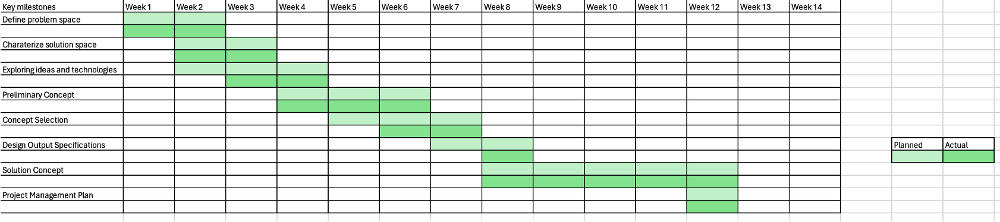 Key milestones Week 1 Week 2 Week 3 Week 4 Week 5 Week 6 Week 7 Week 8 Week 9 Week 10 Week 11 Week 12 Week 13 Week 14
Define problem space
Charaterize solution space
Exploring ideas and technologies
Preliminary Concept
Concept Selection
Design Output Specifications Planned Actual
Solution Concept
Project Management Plan